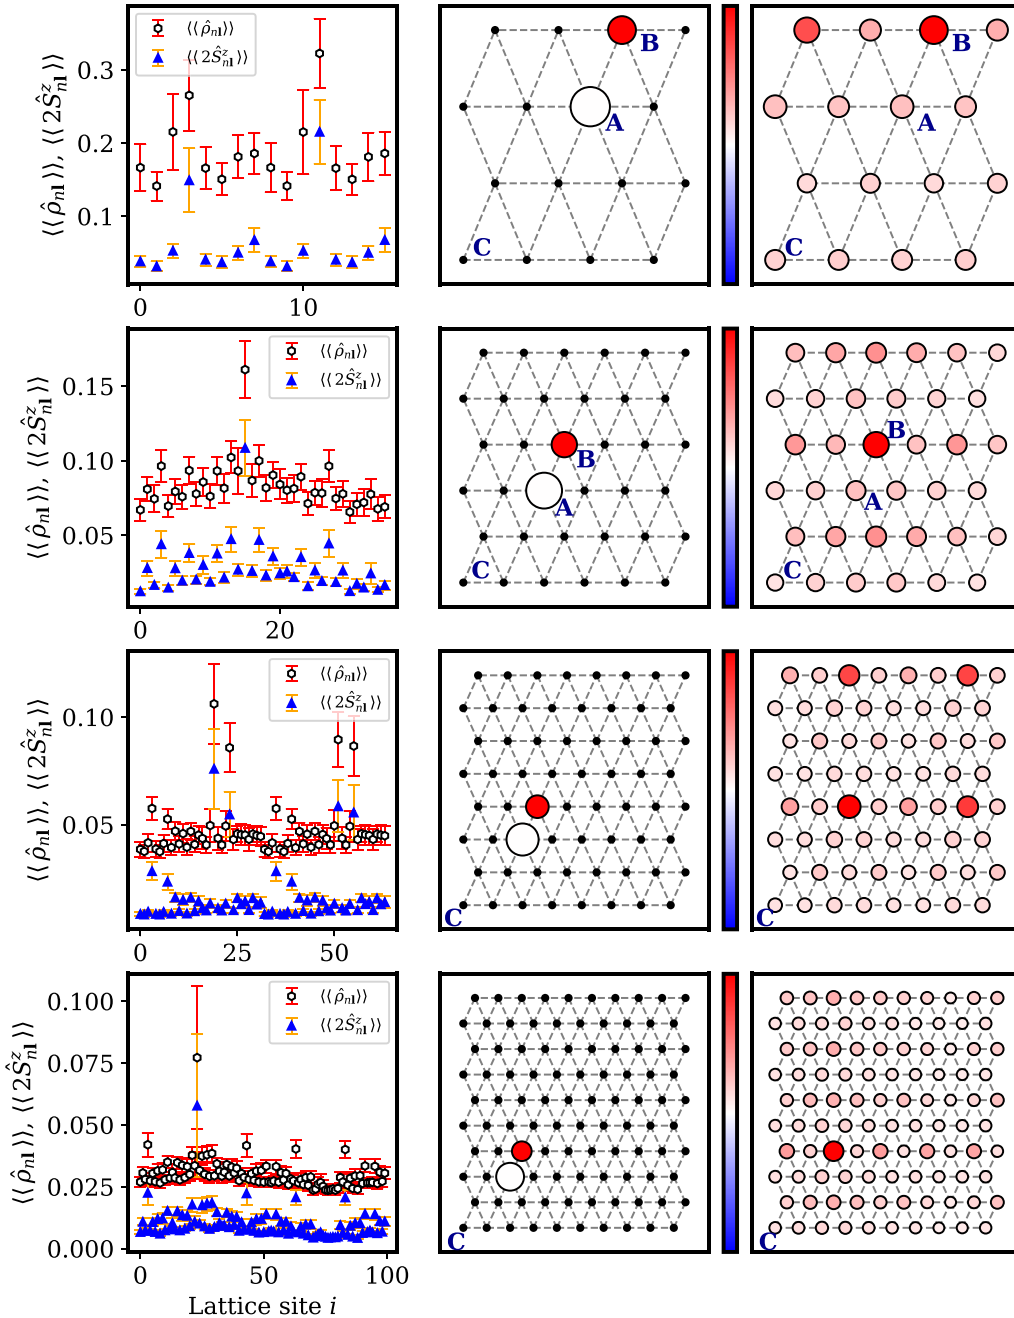 ⟨⟨ρ̂ₙₗ⟩⟩, ⟨⟨2Ŝᶻₙₗ⟩⟩
0.3
0.2
0.1
0
10
⟨⟨ρ̂ₙₗ⟩⟩
⟨⟨2Ŝᶻₙₗ⟩⟩
B
A
C
B
A
C
⟨⟨ρ̂ₙₗ⟩⟩, ⟨⟨2Ŝᶻₙₗ⟩⟩
0.15
0.10
0.05
0
20
⟨⟨ρ̂ₙₗ⟩⟩
⟨⟨2Ŝᶻₙₗ⟩⟩
B
A
C
B
A
C
⟨⟨ρ̂ₙₗ⟩⟩, ⟨⟨2Ŝᶻₙₗ⟩⟩
0.10
0.05
0
25
50
⟨⟨ρ̂ₙₗ⟩⟩
⟨⟨2Ŝᶻₙₗ⟩⟩
C
C
⟨⟨ρ̂ₙₗ⟩⟩, ⟨⟨2Ŝᶻₙₗ⟩⟩
0.100
0.075
0.050
0.025
0.000
0
50
100
⟨⟨ρ̂ₙₗ⟩⟩
⟨⟨2Ŝᶻₙₗ⟩⟩
Lattice site i
C
C